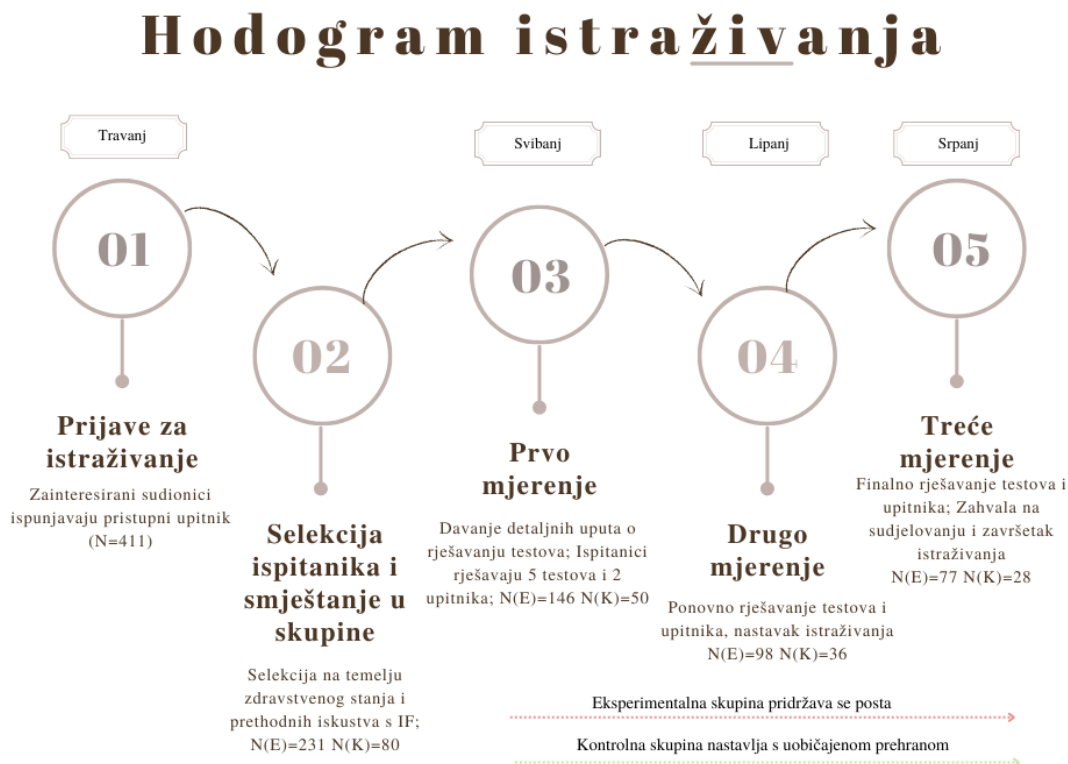 Hodogram istraživanja
Travanj
Svibanj
Lipanj
Srpanj
01
02
03
04
05
Prijave za
istraživanje
Zainteresirani sudionici
ispunjavaju pristupni upitnik
(N=411)
Selekcija
ispitanika i
smještanje u
skupine
Selekcija na temelju
zdravstvenog stanja i
prethodnih iskustva s IF;
N(E)=231 N(K)=80
Prvo
mjerenje
Davanje detaljnih uputa o
rješavanju testova; Ispitanici
rješavaju 5 testova i 2
upitnika; N(E)=146 N(K)=50
Drugo
mjerenje
Ponovno rješavanje testova i
upitnika, nastavak istraživanja
N(E)=98 N(K)=36
Treće
mjerenje
Finalno rješavanje testova i
upitnika; Zahvala na
sudjelovanju i završetak
istraživanja
N(E)=77 N(K)=28
Eksperimentalna skupina pridržava se posta
Kontrolna skupina nastavlja s uobičajenom prehranom